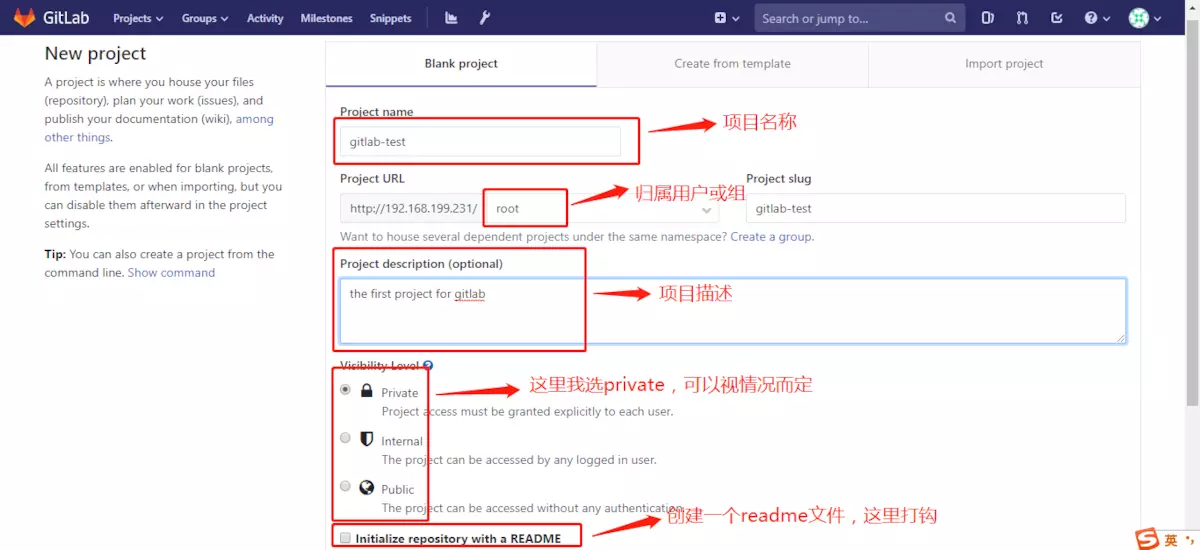 GitLab Projects Groups Activity Milestones Snippets Search or jump to...
New project
A project is where you house your files
(repository), plan your work (issues), and
publish your documentation (wiki), among
other things.
All features are enabled for blank projects,
from templates, or when importing, but you
can disable them afterward in the project
settings.
Tip: You can also create a project from the
command line. Show command
Blank project Create from template Import project
Project name
gitlab-test
项目名称
Project URL
http://192.168.199.231/ root
归属用户或组
Project slug
gitlab-test
Want to house several dependent projects under the same namespace? Create a group.
Project description (optional)
the first project for gitlab
项目描述
Visibility Level
Private
Project access must be granted explicitly to each user.
这里我选private，可以视情况而定
Internal
The project can be accessed by any logged in user.
Public
The project can be accessed without any authentication.
Initialize repository with a README
创建一个readme文件，这里打钩
英